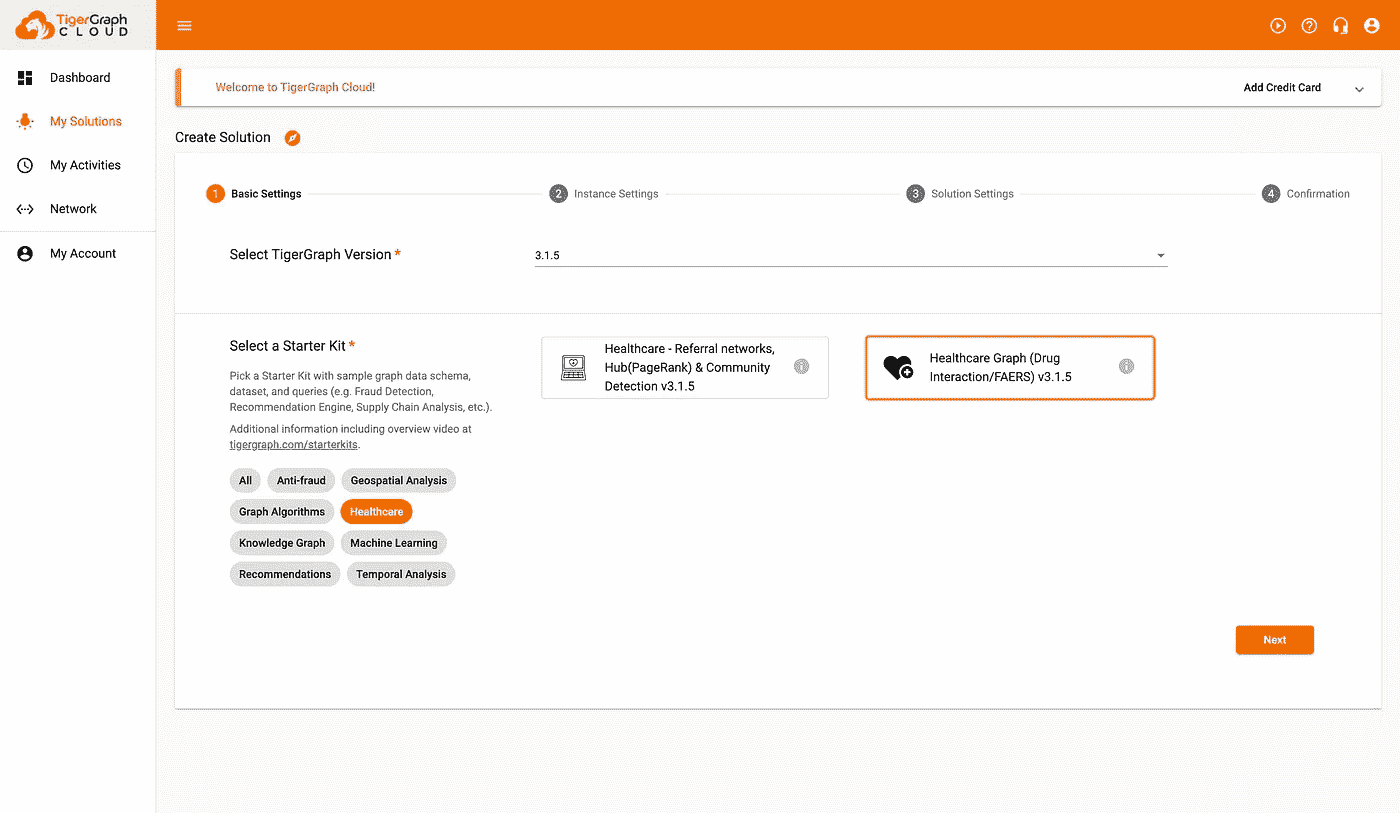 TigerGraph
CLOUD
Dashboard
My Solutions
My Activities
Network
My Account
Welcome to TigerGraph Cloud!
Add Credit Card
Create Solution
1 Basic Settings
2 Instance Settings
3 Solution Settings
4 Confirmation
Select TigerGraph Version *
3.1.5
Select a Starter Kit *
Pick a Starter Kit with sample graph data schema,
dataset, and queries (e.g. Fraud Detection,
Recommendation Engine, Supply Chain Analysis, etc.).
Additional information including overview video at
tigergraph.com/starterkits.
All
Anti-fraud
Geospatial Analysis
Graph Algorithms
Healthcare
Knowledge Graph
Machine Learning
Recommendations
Temporal Analysis
Healthcare - Referral networks,
Hub(PageRank) & Community
Detection v3.1.5
Healthcare Graph (Drug
Interaction/FAERS) v3.1.5
Next